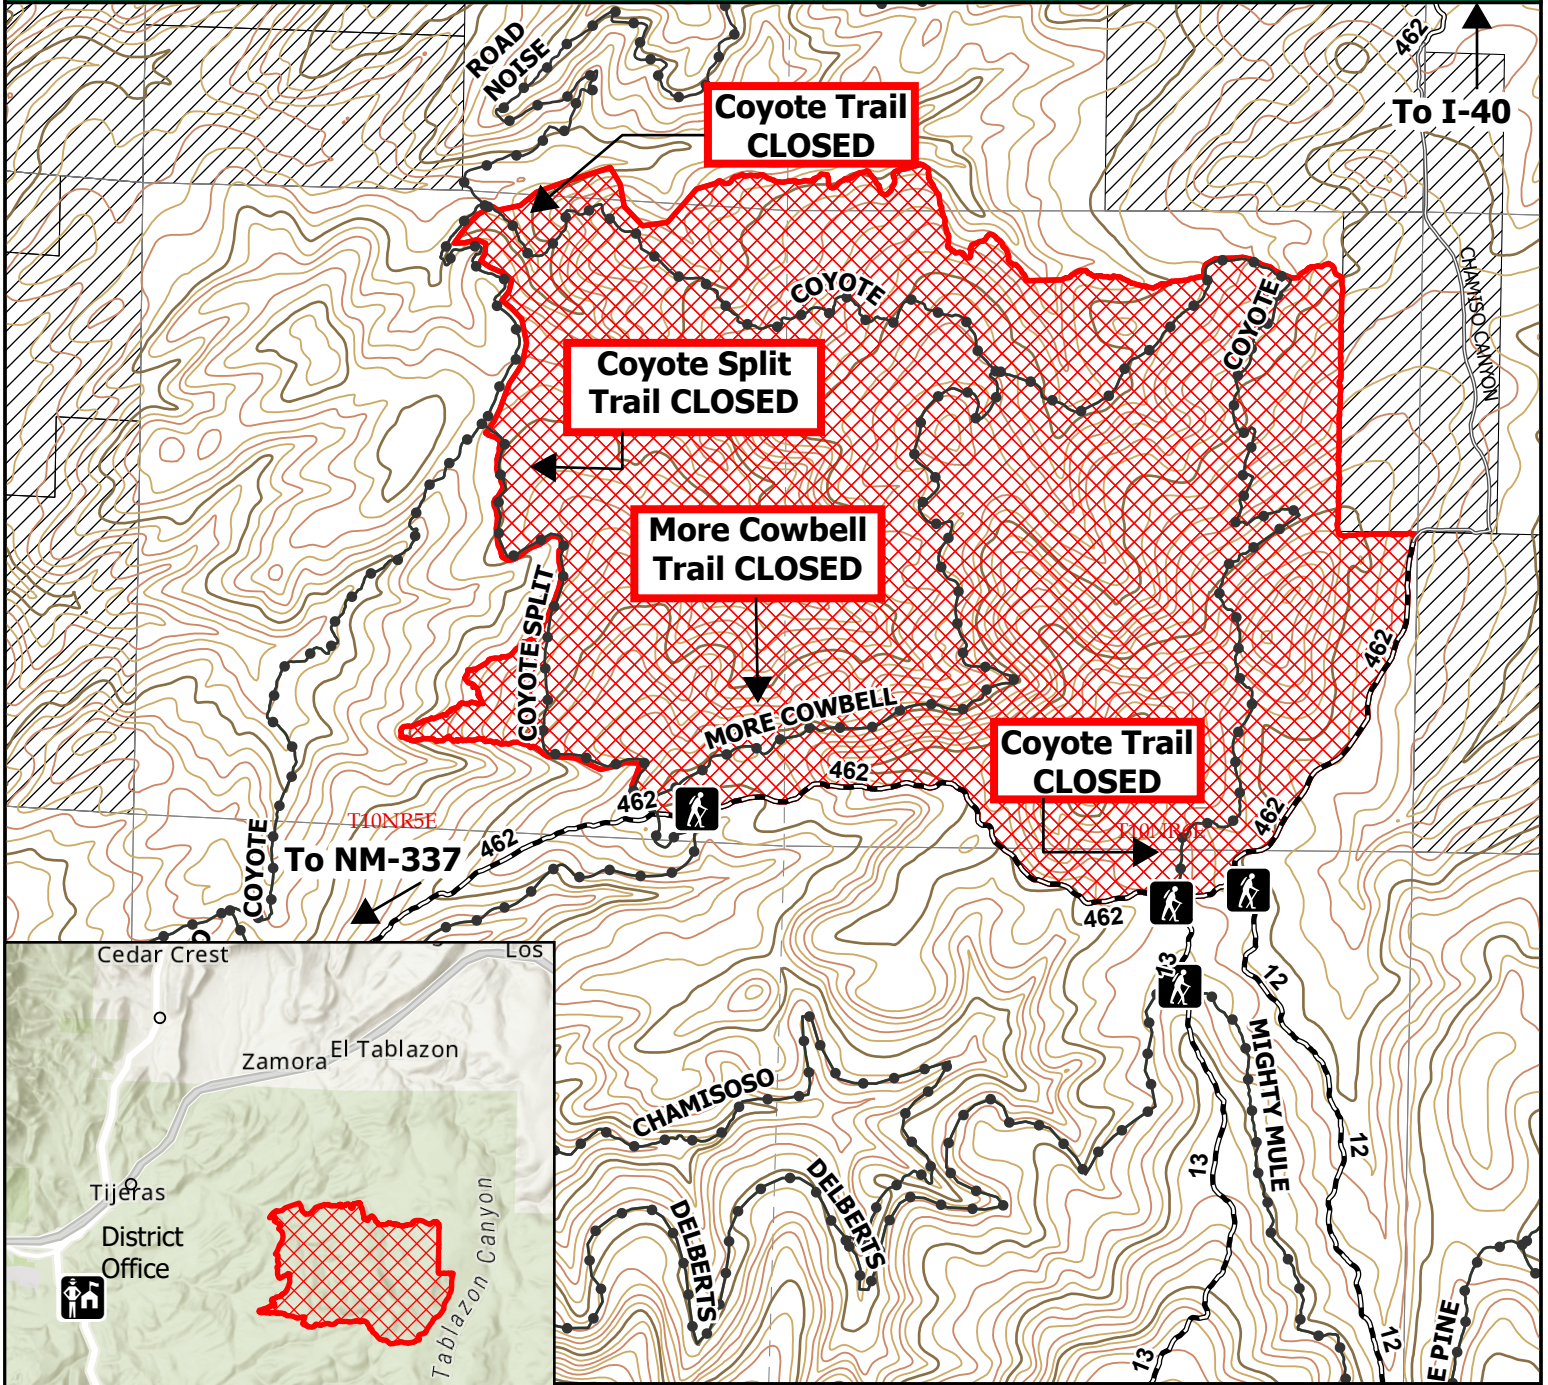 ROAD
NOISE
462
To I-40
Coyote Trail
CLOSED
CHAMISO CANYON
COYOTE
COYOTE
Coyote Split
Trail CLOSED
More Cowbell
Trail CLOSED
COYOTE SPLIT
462
MORE COWBELL
Coyote Trail
CLOSED
462
462
462
T10NR5E
462
To NM-337
COYOTE
462
13
12
MIGHTY MULE
CHAMISOSO
DELBERTS
DELBERTS
13
12
13
12
E PINE
Cedar Crest
Los
Zamora
El Tablazon
Tijeras
District
Office
Tablazon Canyon